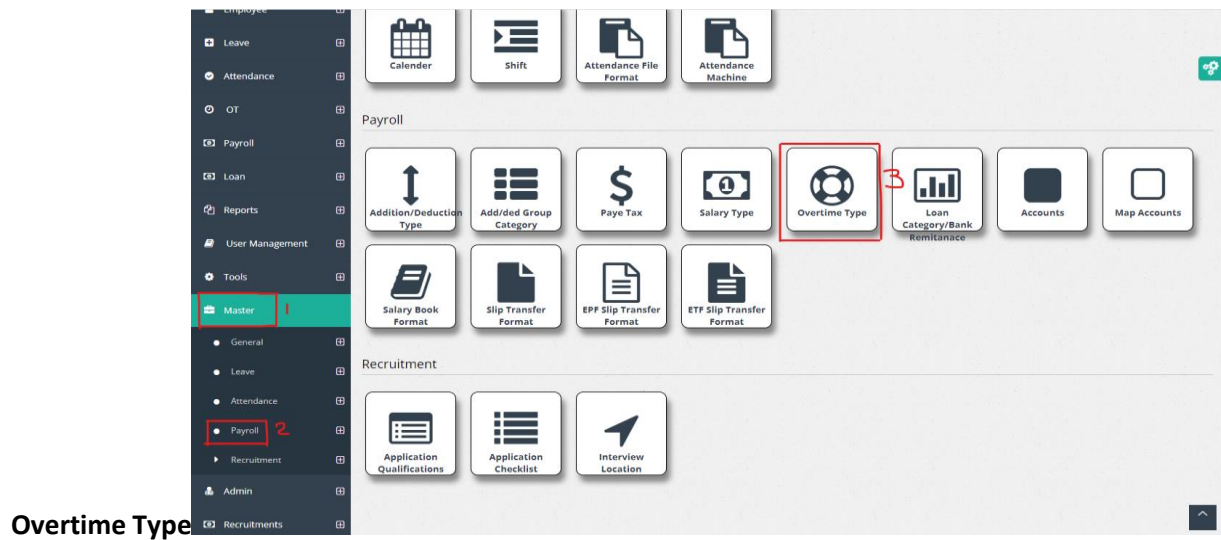 Employee
Leave
Attendance
OT
Payroll
Loan
Reports
User Management
Tools
Master 1
General
Leave
Attendance
Payroll 2
Recruitment
Admin
Recruitments
Calender
Shift
Attendance File
Format
Attendance
Machine
Payroll
Addition/Deduction
Type
Add/ded Group
Category
Paye Tax
Salary Type
Overtime Type
3
Loan
Category/Bank
Remitanace
Accounts
Map Accounts
Salary Book
Format
Slip Transfer
Format
EPF Slip Transfer
Format
ETF Slip Transfer
Format
Recruitment
Application
Qualifications
Application
Checklist
Interview
Location
Overtime Type